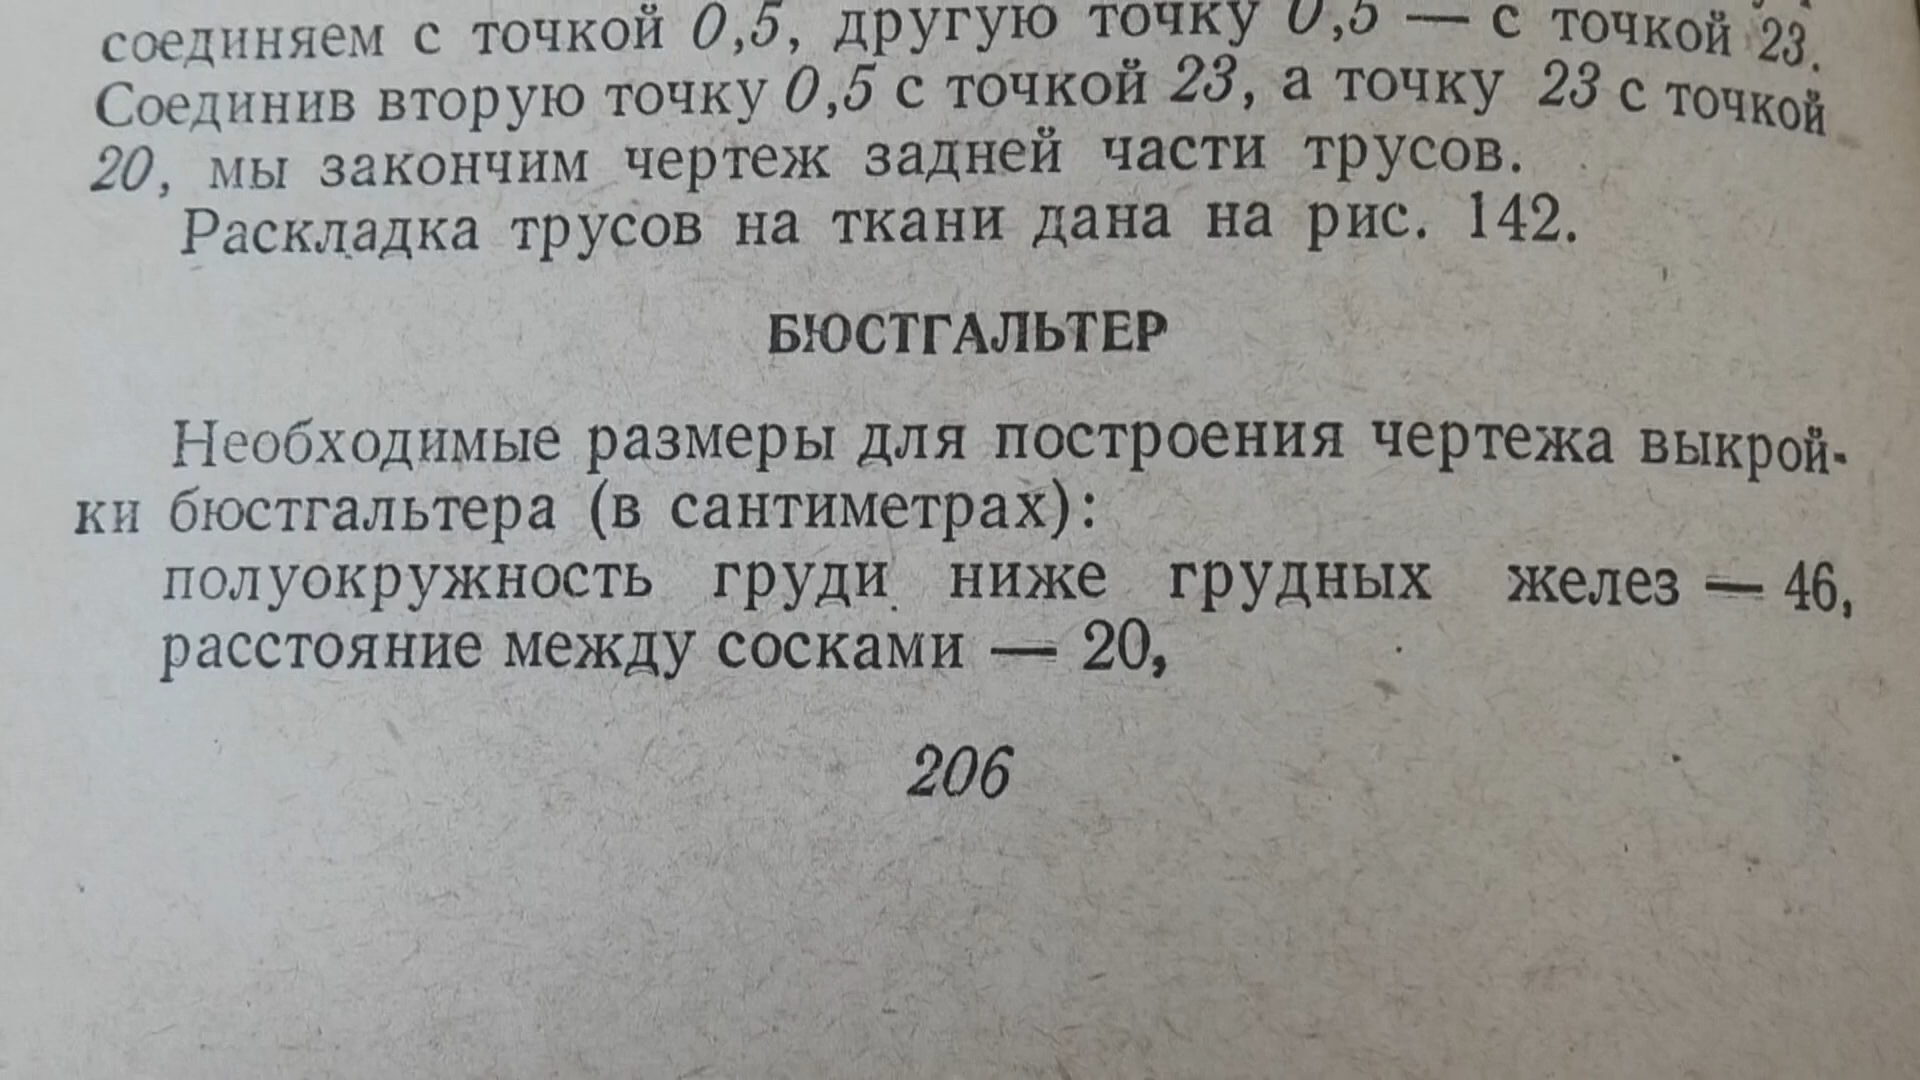 соединяем с точкой 0,5, другую точку 0,5 — с точкой 23.
Соединив вторую точку 0,5 с точкой 23, а точку 23 с точкой
20, мы закончим чертеж задней части трусов.
Раскладка трусов на ткани дана на рис. 142.
БЮСТГАЛЬТЕР
Необходимые размеры для построения чертежа выкрой-
ки бюстгальтера (в сантиметрах):
полуокружность груди ниже грудных желез — 46,
расстояние между сосками — 20,
206